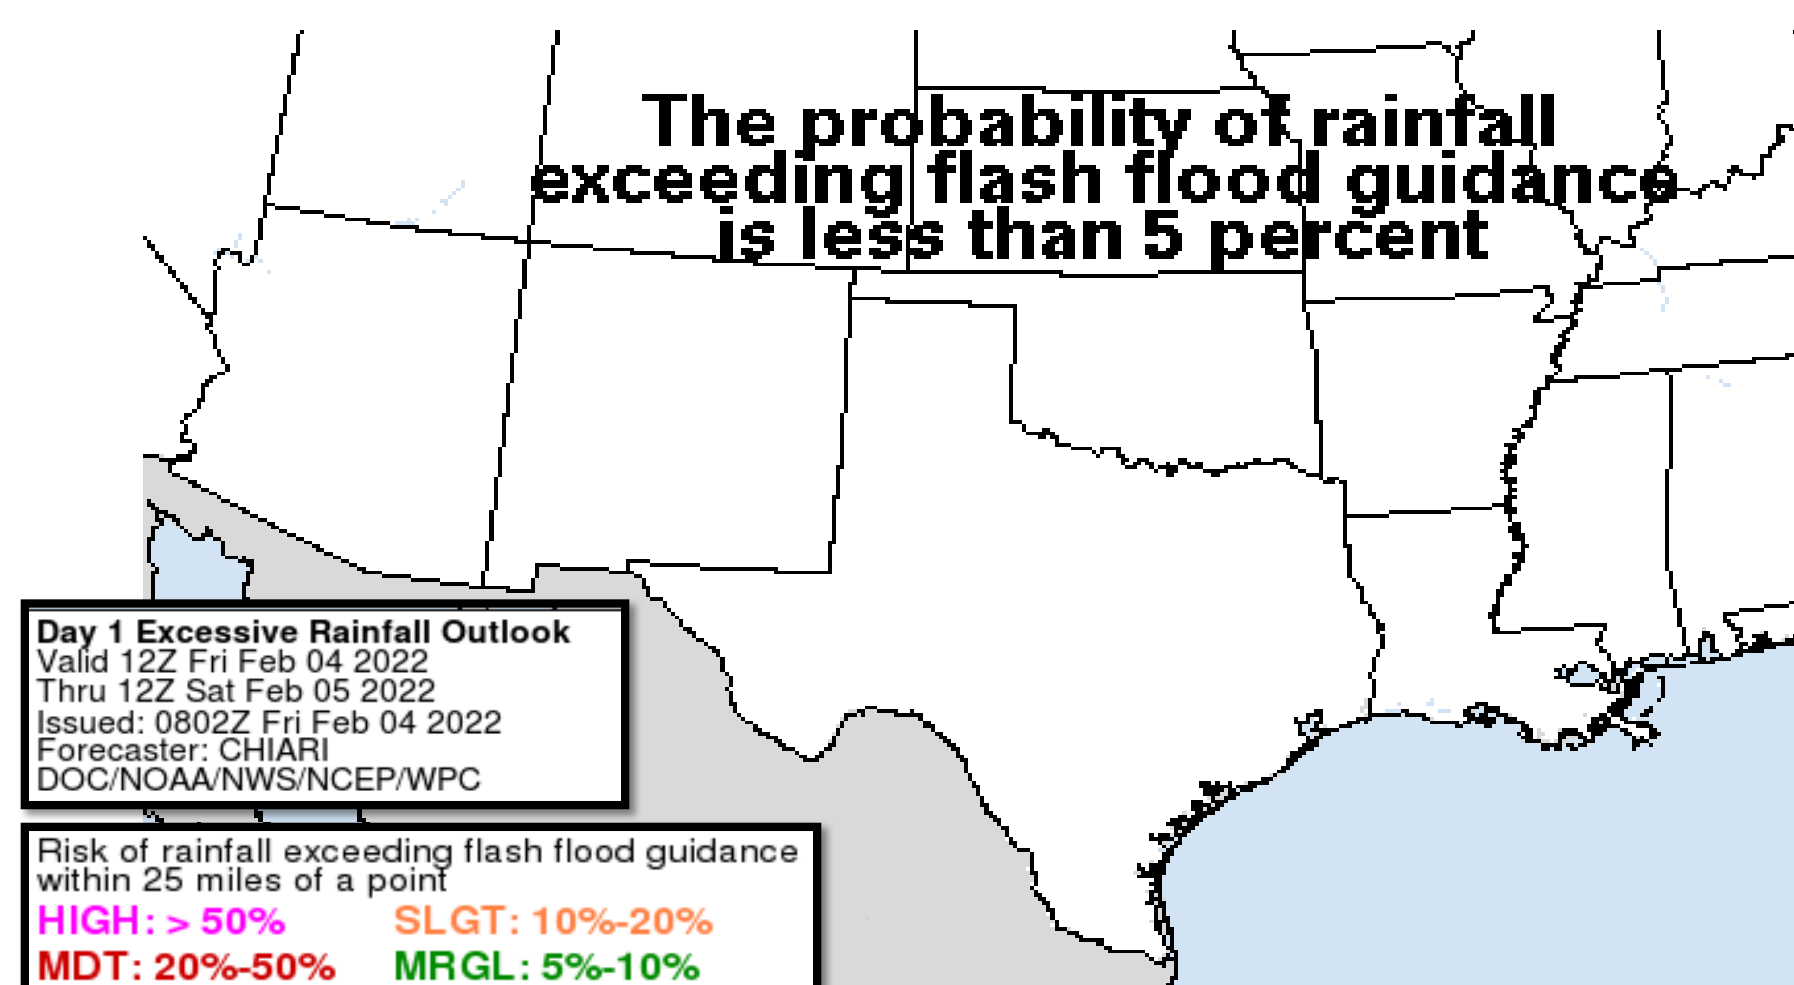 The probability of rainfall
exceeding flash flood guidance
is less than 5 percent
Day 1 Excessive Rainfall Outlook
Valid 12Z Fri Feb 04 2022
Thru 12Z Sat Feb 05 2022
Issued: 0802Z Fri Feb 04 2022
Forecaster: CHIARI
DOC/NOAA/NWS/NCEP/WPC
Risk of rainfall exceeding flash flood guidance
within 25 miles of a point
HIGH: > 50% SLGT: 10%-20%
MDT: 20%-50% MRGL: 5%-10%